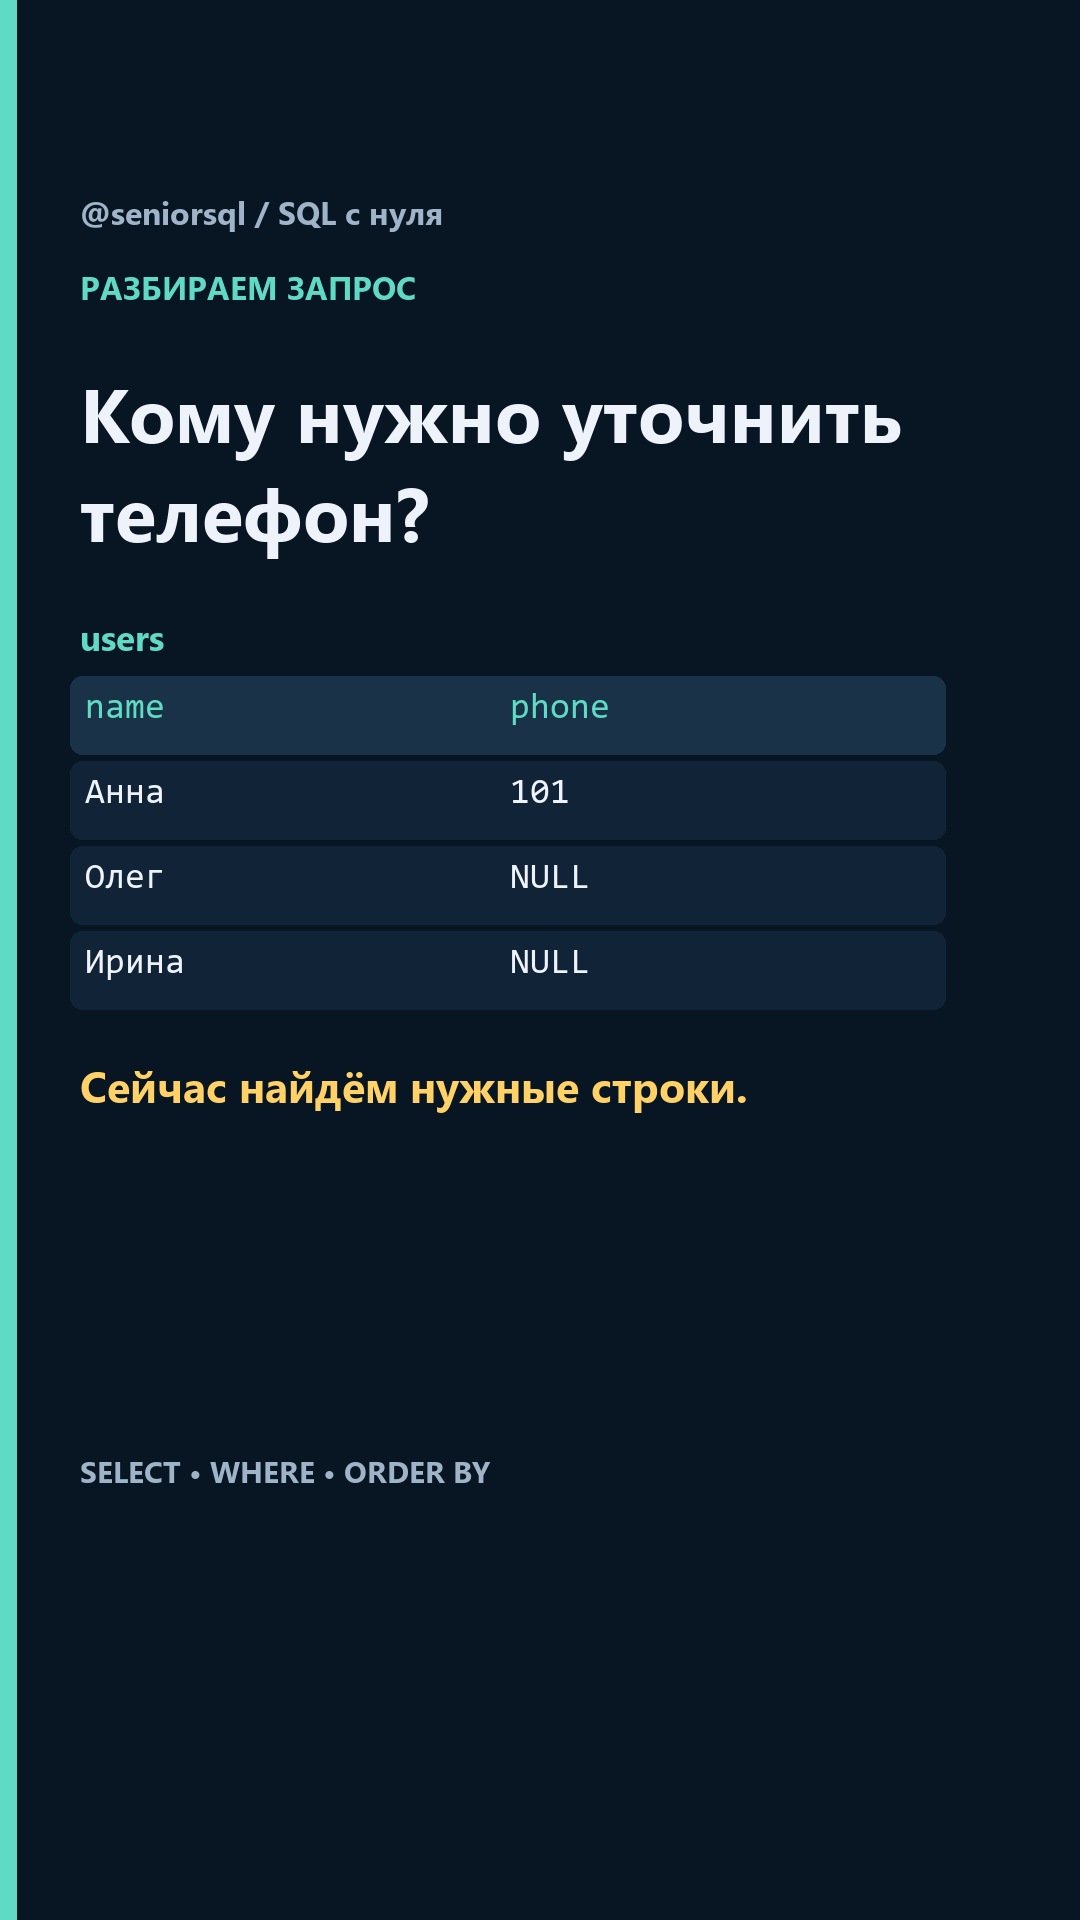 @seniorsql / SQL с нуля
РАЗБИРАЕМ ЗАПРОС
Кому нужно уточнить
телефон?
users
name phone
Анна 101
Олег NULL
Ирина NULL
Сейчас найдём нужные строки.
SELECT • WHERE • ORDER BY